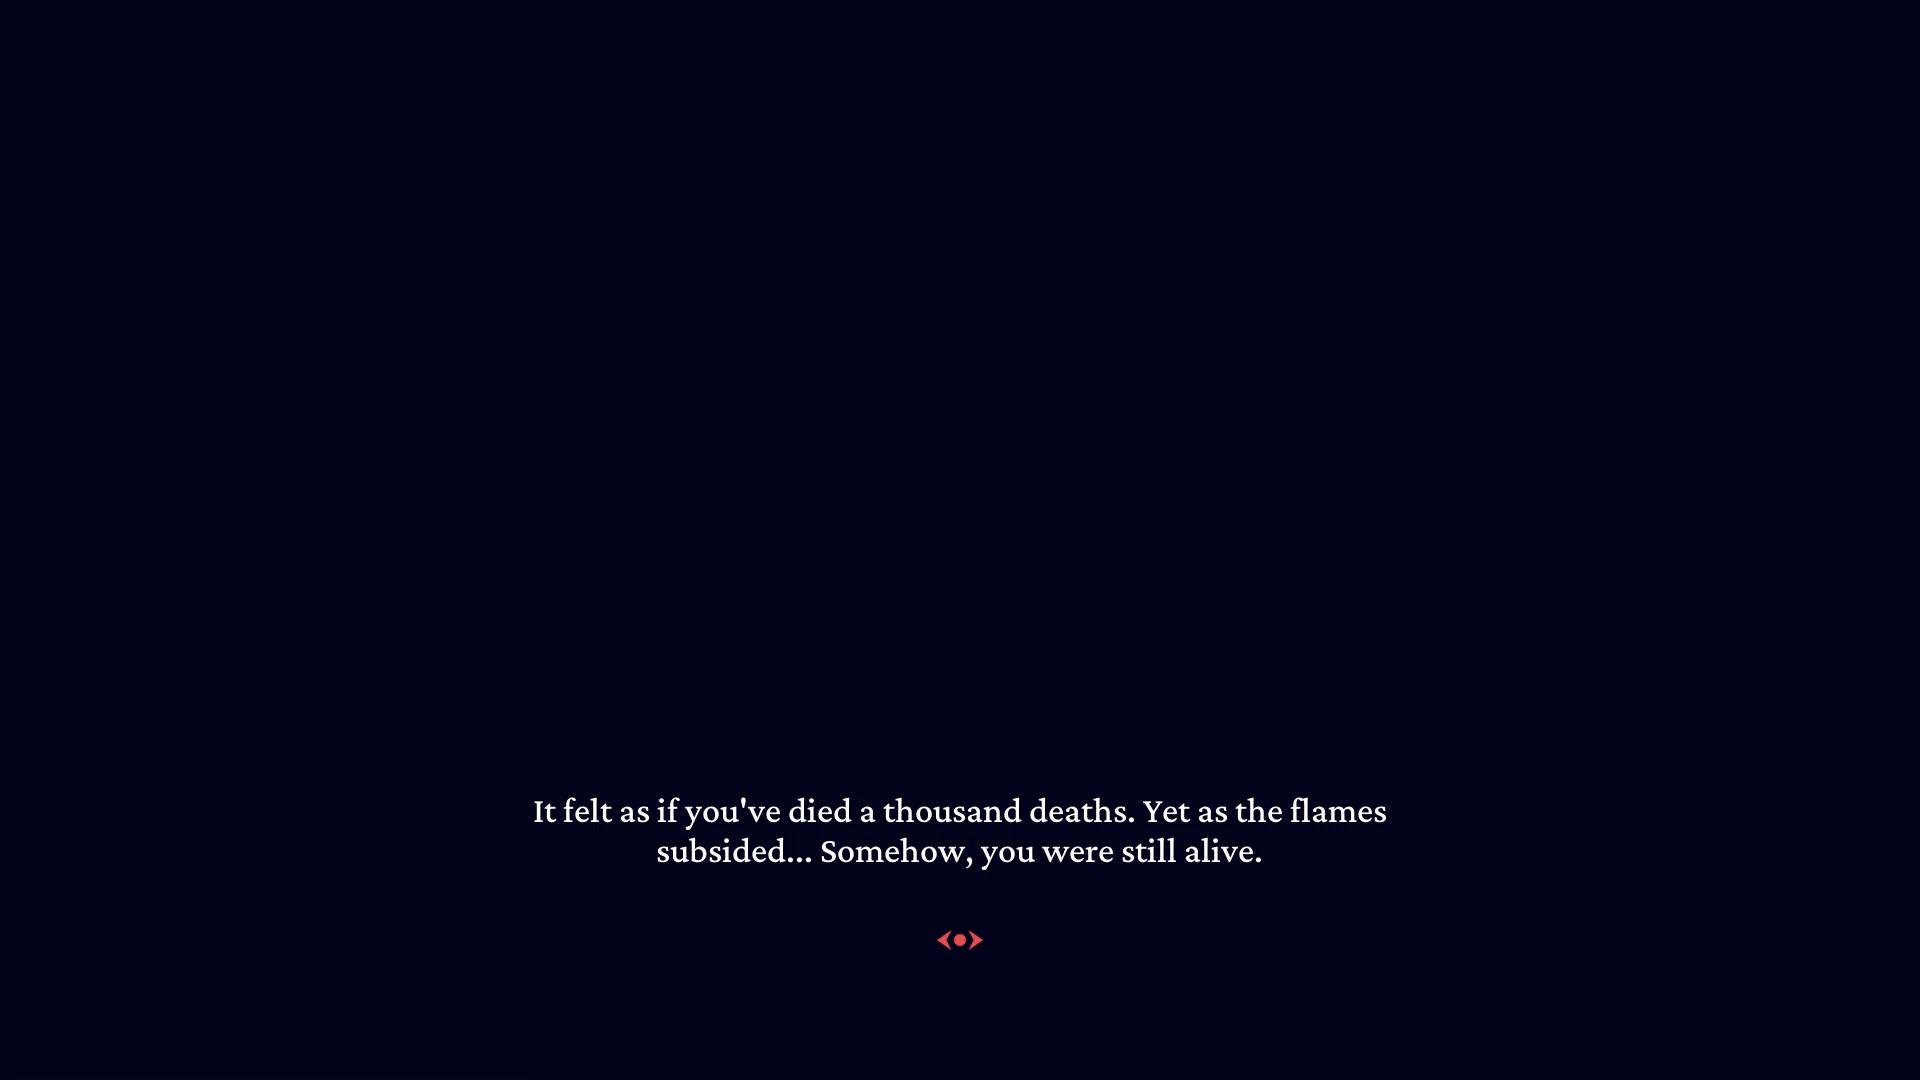 It felt as if you've died a thousand deaths. Yet as the flames
subsided... Somehow, you were still alive.